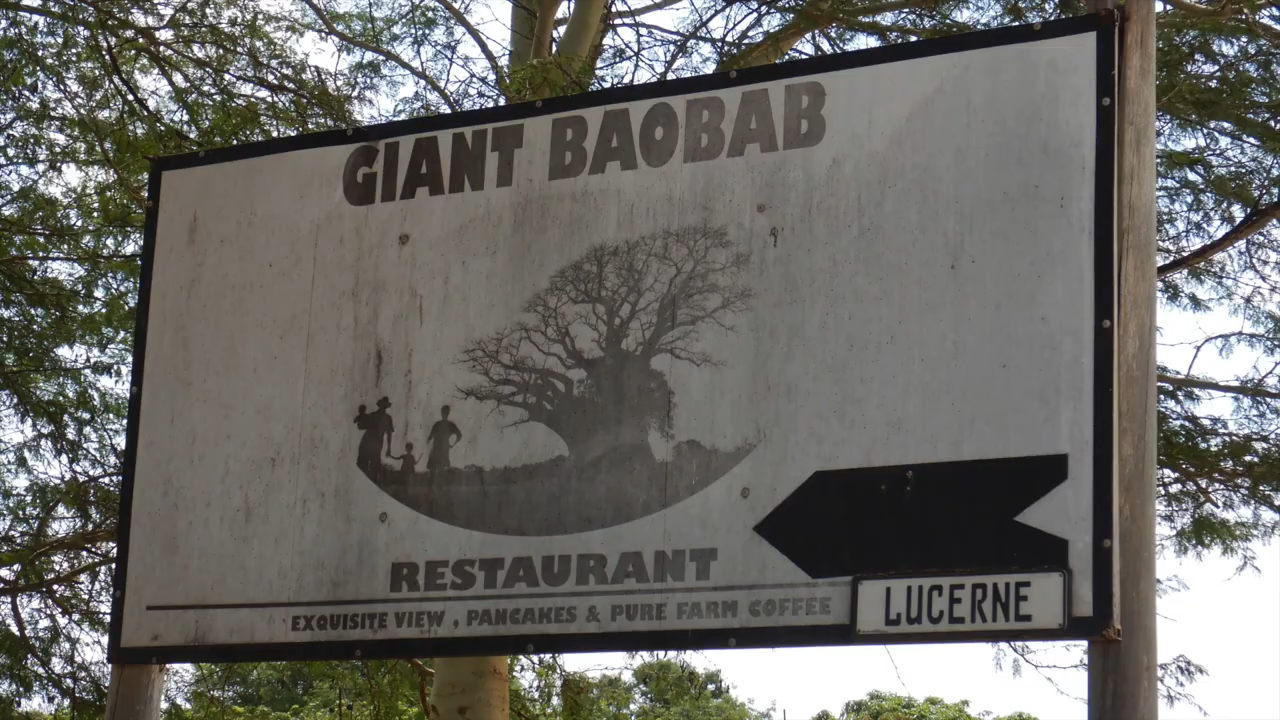 GIANT BAOBAB
RESTAURANT
EXQUISITE VIEW , PANCAKES & PURE FARM COFFEE
LUCERNE